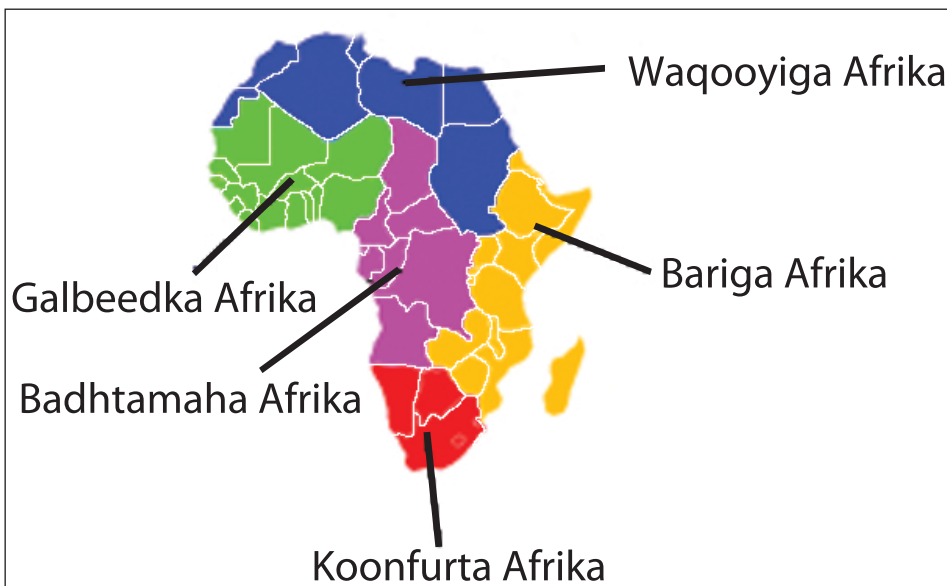 Waqooyiga Afrika
Bariga Afrika
Galbeedka Afrika
Badhtamaha Afrika
Koonfurta Afrika